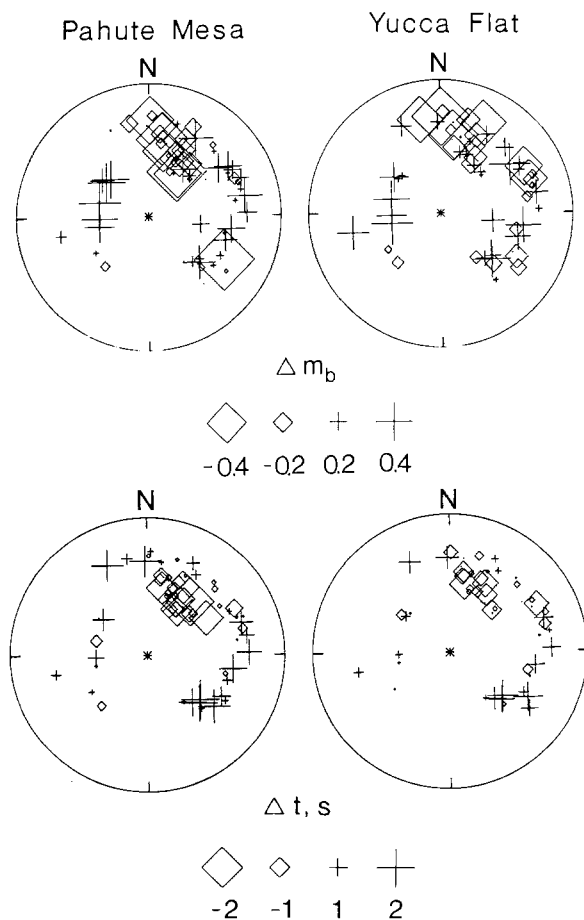 Pahute Mesa Yucca Flat
N N
△ m_b
-0.4 -0.2 0.2 0.4
N N
△ t, s
-2 -1 1 2